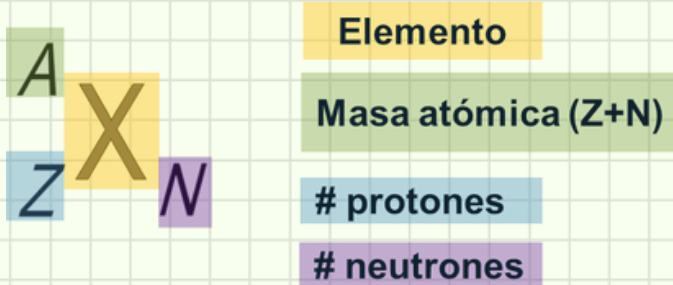 A
X
Z
N
Elemento
Masa atómica (Z+N)
# protones
# neutrones